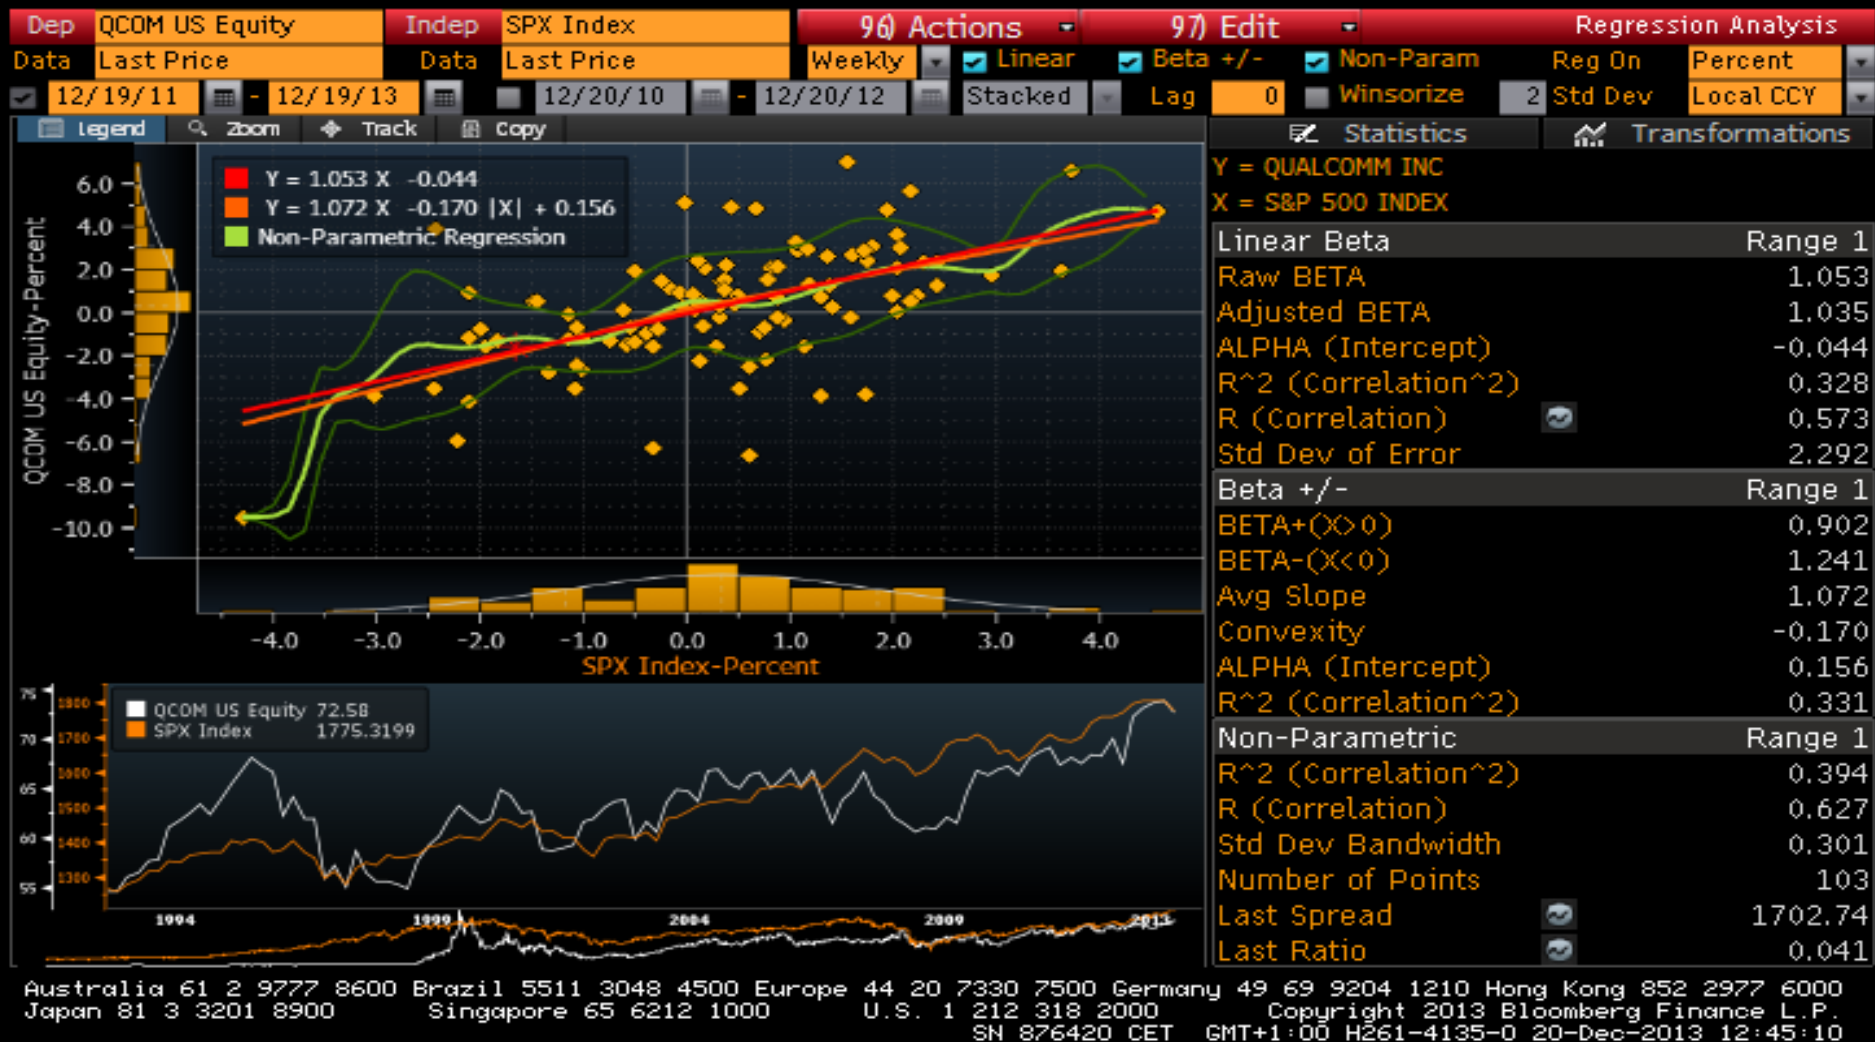 Dep QCOM US Equity Indep SPX Index 96) Actions 97) Edit Regression Analysis
Data Last Price Data Last Price Weekly Linear Beta +/- Non-Param Reg On Percent
12/19/11 - 12/19/13 12/20/10 - 12/20/12 Stacked Lag 0 Winsorize 2 Std Dev Local CCY
Legend Zoom Track Copy Statistics Transformations
Y = 1.053 X -0.044
Y = 1.072 X -0.170 |X| + 0.156
Non-Parametric Regression
QCOM US Equity-Percent
6.0
4.0
2.0
0.0
-2.0
-4.0
-6.0
-8.0
-10.0
-4.0 -3.0 -2.0 -1.0 0.0 1.0 2.0 3.0 4.0
SPX Index-Percent
QCOM US Equity 72.58
SPX Index 1775.3199
75
70
65
60
55
1800
1700
1600
1500
1400
1300
1994 1999 2004 2009 2013
Y = QUALCOMM INC
X = S&P 500 INDEX
Linear Beta Range 1
Raw BETA 1.053
Adjusted BETA 1.035
ALPHA (Intercept) -0.044
R^2 (Correlation^2) 0.328
R (Correlation) 0.573
Std Dev of Error 2.292
Beta +/- Range 1
BETA+(X>0) 0.902
BETA-(X<0) 1.241
Avg Slope 1.072
Convexity -0.170
ALPHA (Intercept) 0.156
R^2 (Correlation^2) 0.331
Non-Parametric Range 1
R^2 (Correlation^2) 0.394
R (Correlation) 0.627
Std Dev Bandwidth 0.301
Number of Points 103
Last Spread 1702.74
Last Ratio 0.041
Australia 61 2 9777 8600 Brazil 5511 3048 4500 Europe 44 20 7330 7500 Germany 49 69 9204 1210 Hong Kong 852 2977 6000
Japan 81 3 3201 8900 Singapore 65 6212 1000 U.S. 1 212 318 2000 Copyright 2013 Bloomberg Finance L.P.
SN 876420 CET GMT+1:00 H261-4135-0 20-Dec-2013 12:45:10